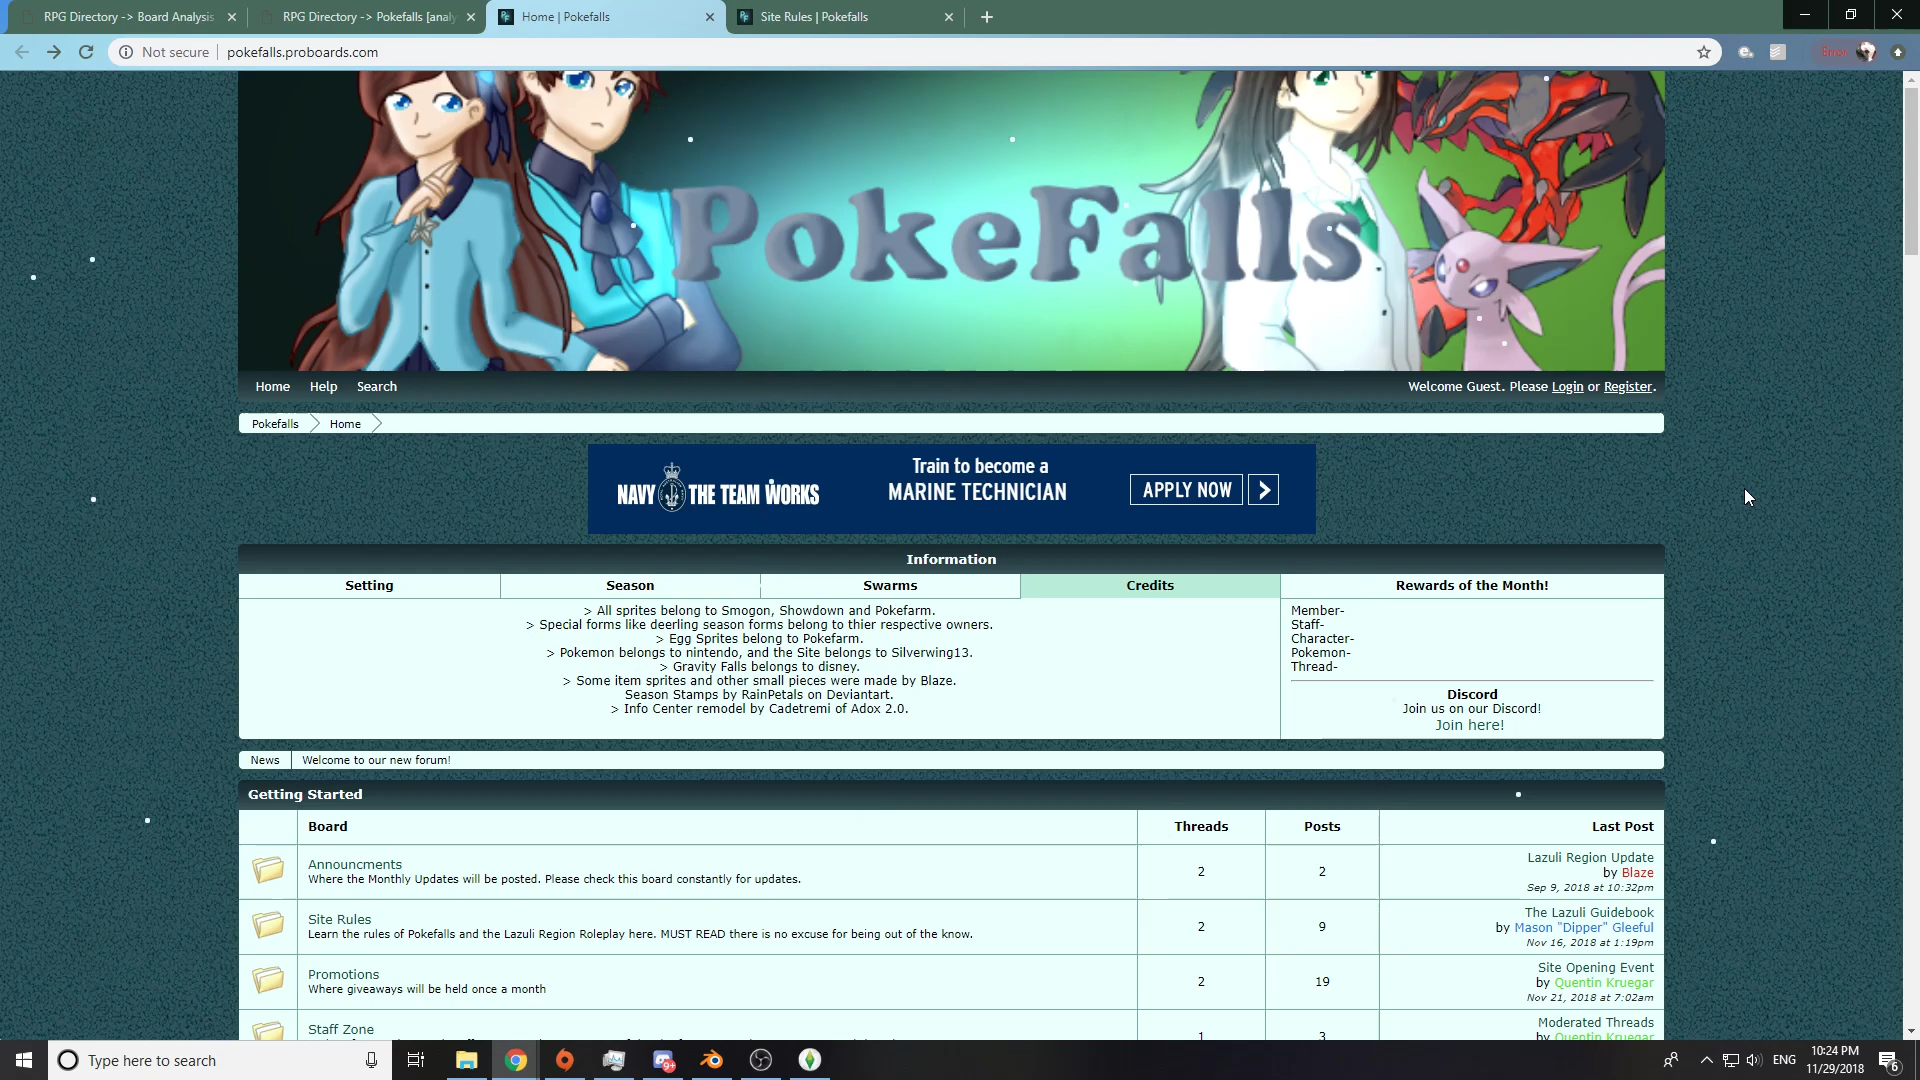 RPG Directory -> Board Analysis
RPG Directory -> Pokefalls [analy
Home | Pokefalls
Site Rules | Pokefalls
Not secure
pokefalls.proboards.com
Error
PokeFalls
Home
Help
Search
Welcome Guest. Please Login or Register.
Pokefalls
Home
NAVY THE TEAM WORKS
Train to become a
MARINE TECHNICIAN
APPLY NOW
Information
Setting
Season
Swarms
Credits
Rewards of the Month!
> All sprites belong to Smogon, Showdown and Pokefarm.
> Special forms like deerling season forms belong to thier respective owners.
> Egg Sprites belong to Pokefarm.
> Pokemon belongs to nintendo, and the Site belongs to Silverwing13.
> Gravity Falls belongs to disney.
> Some item sprites and other small pieces were made by Blaze.
Season Stamps by RainPetals on Deviantart.
> Info Center remodel by Cadetremi of Adox 2.0.
Member-
Staff-
Character-
Pokemon-
Thread-
Discord
Join us on our Discord!
Join here!
News
Welcome to our new forum!
Getting Started
Board
Threads
Posts
Last Post
Announcments
Where the Monthly Updates will be posted. Please check this board constantly for updates.
2
2
Lazuli Region Update
by Blaze
Sep 9, 2018 at 10:32pm
Site Rules
Learn the rules of Pokefalls and the Lazuli Region Roleplay here. MUST READ there is no excuse for being out of the know.
2
9
The Lazuli Guidebook
by Mason "Dipper" Gleeful
Nov 16, 2018 at 1:19pm
Promotions
Where giveaways will be held once a month
2
19
Site Opening Event
by Quentin Kruegar
Nov 21, 2018 at 7:02am
Staff Zone
1
3
Moderated Threads
by Quentin Kruegar
Type here to search
9+
ENG
10:24 PM
11/29/2018
6